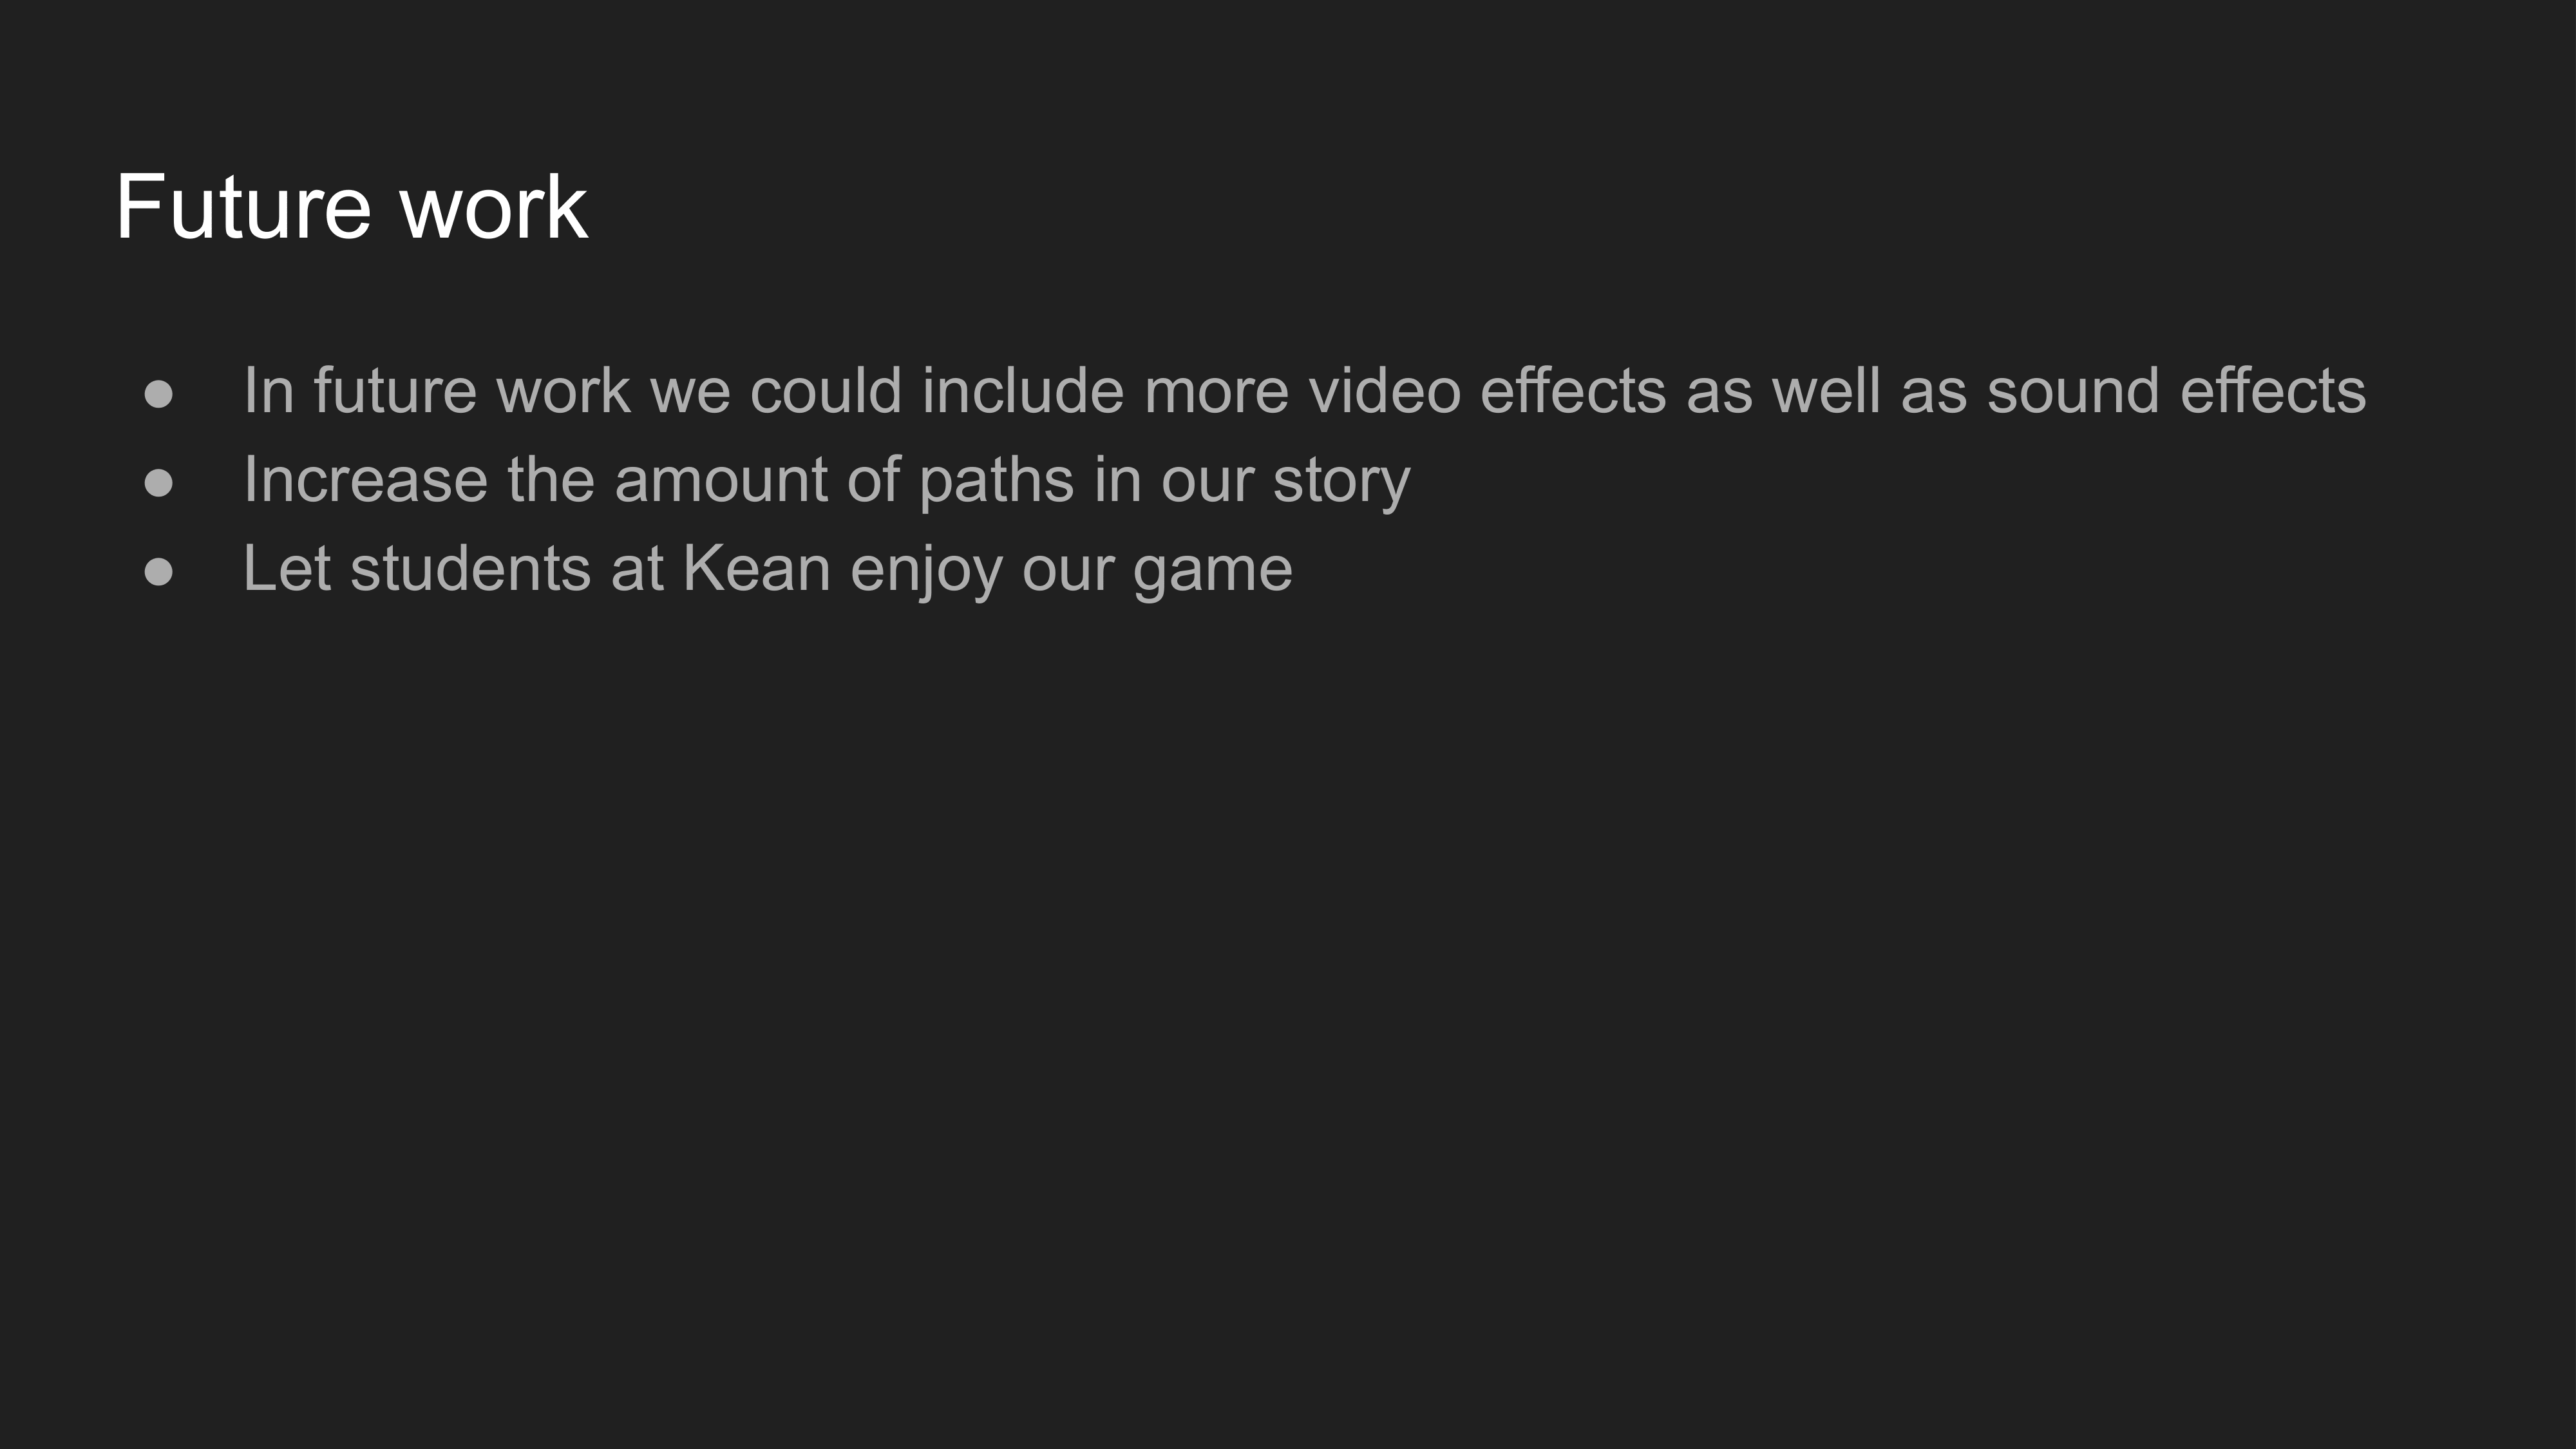 Future work
● In future work we could include more video effects as well as sound effects
● Increase the amount of paths in our story
● Let students at Kean enjoy our game